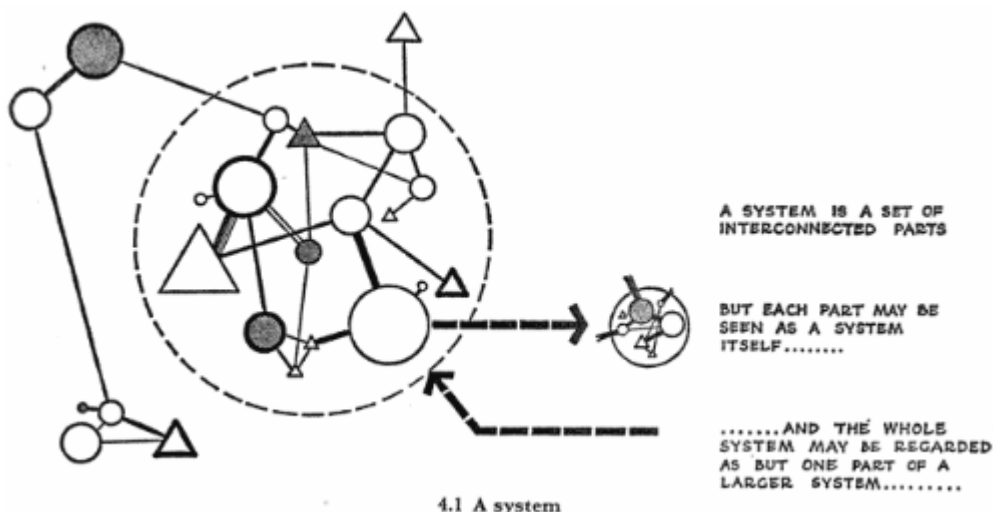 A SYSTEM IS A SET OF
INTERCONNECTED PARTS
BUT EACH PART MAY BE
SEEN AS A SYSTEM
ITSELF........
.......AND THE WHOLE
SYSTEM MAY BE REGARDED
AS BUT ONE PART OF A
LARGER SYSTEM.........
4.1 A system